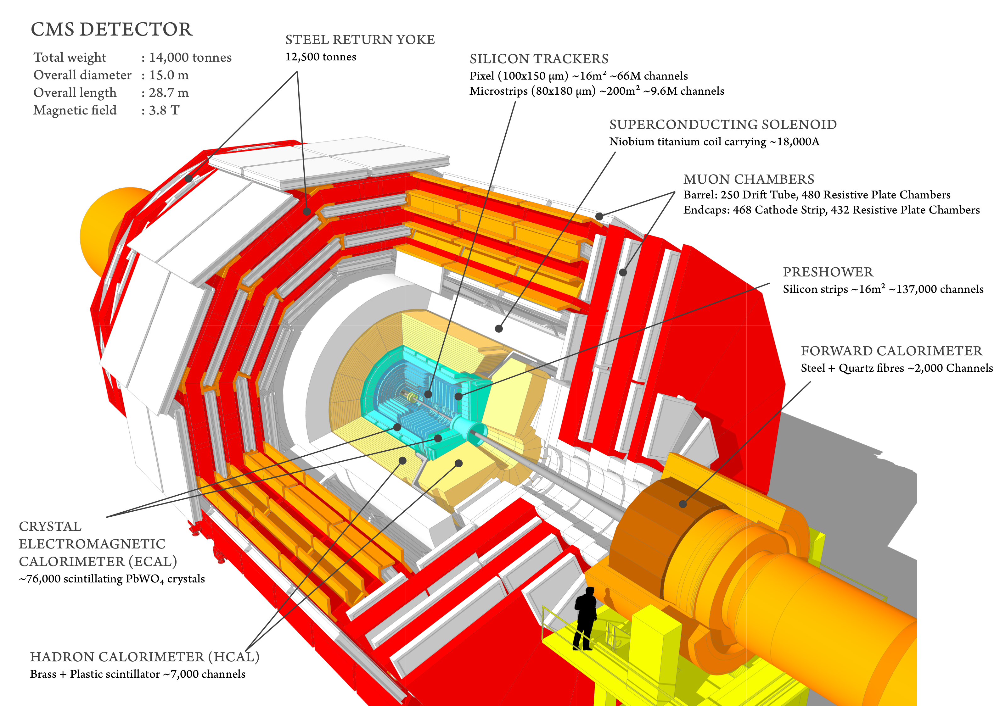 CMS DETECTOR
Total weight : 14,000 tonnes
Overall diameter : 15.0 m
Overall length : 28.7 m
Magnetic field : 3.8 T
STEEL RETURN YOKE
12,500 tonnes
SILICON TRACKERS
Pixel (100x150 μm) ~16m² ~66M channels
Microstrips (80x180 μm) ~200m² ~9.6M channels
SUPERCONDUCTING SOLENOID
Niobium titanium coil carrying ~18,000A
MUON CHAMBERS
Barrel: 250 Drift Tube, 480 Resistive Plate Chambers
Endcaps: 468 Cathode Strip, 432 Resistive Plate Chambers
PRESHOWER
Silicon strips ~16m² ~137,000 channels
FORWARD CALORIMETER
Steel + Quartz fibres ~2,000 Channels
CRYSTAL
ELECTROMAGNETIC
CALORIMETER (ECAL)
~76,000 scintillating PbWO₄ crystals
HADRON CALORIMETER (HCAL)
Brass + Plastic scintillator ~7,000 channels